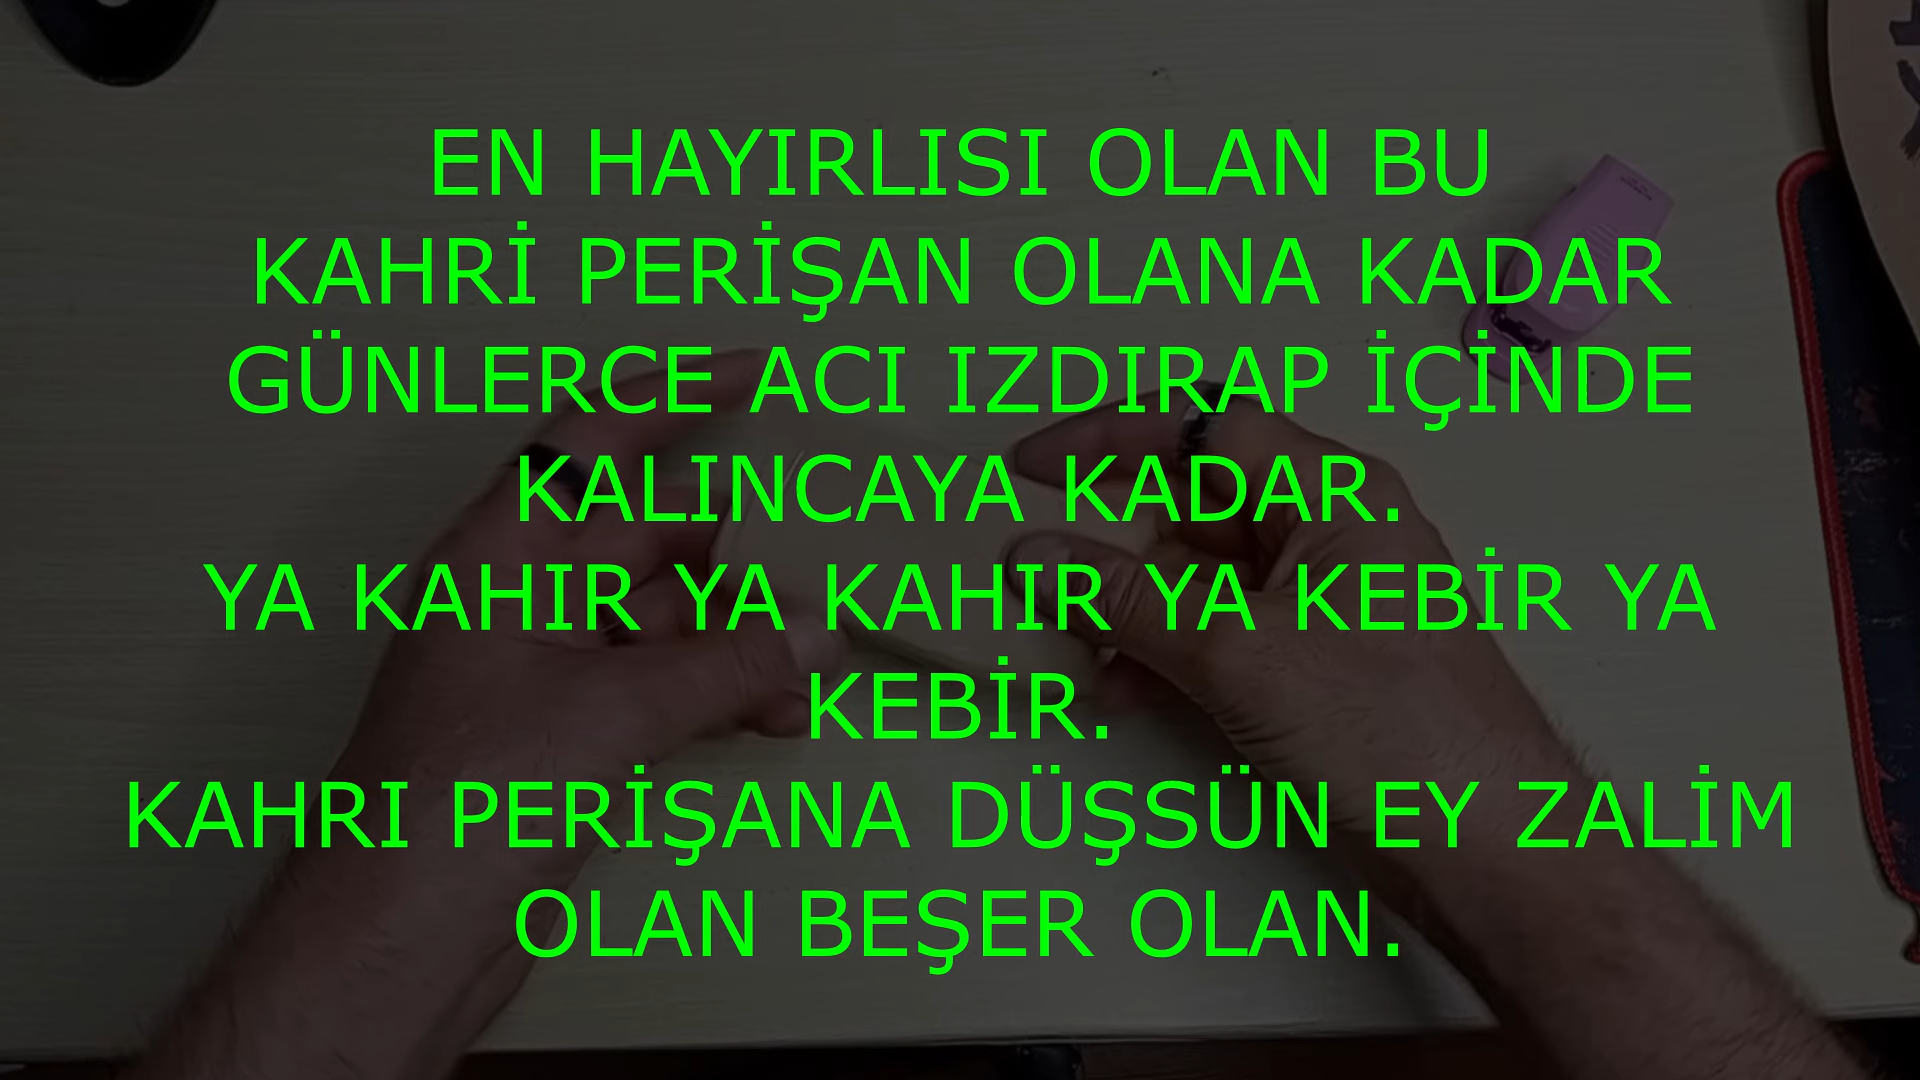 EN HAYIRLISI OLAN BU
KAHRİ PERİŞAN OLANA KADAR
GÜNLERCE ACI IZDIRAP İÇİNDE
KALINCAYA KADAR.
YA KAHIR YA KAHIR YA KEBİR YA
KEBİR.
KAHRI PERİŞANA DÜŞSÜN EY ZALİM
OLAN BEŞER OLAN.